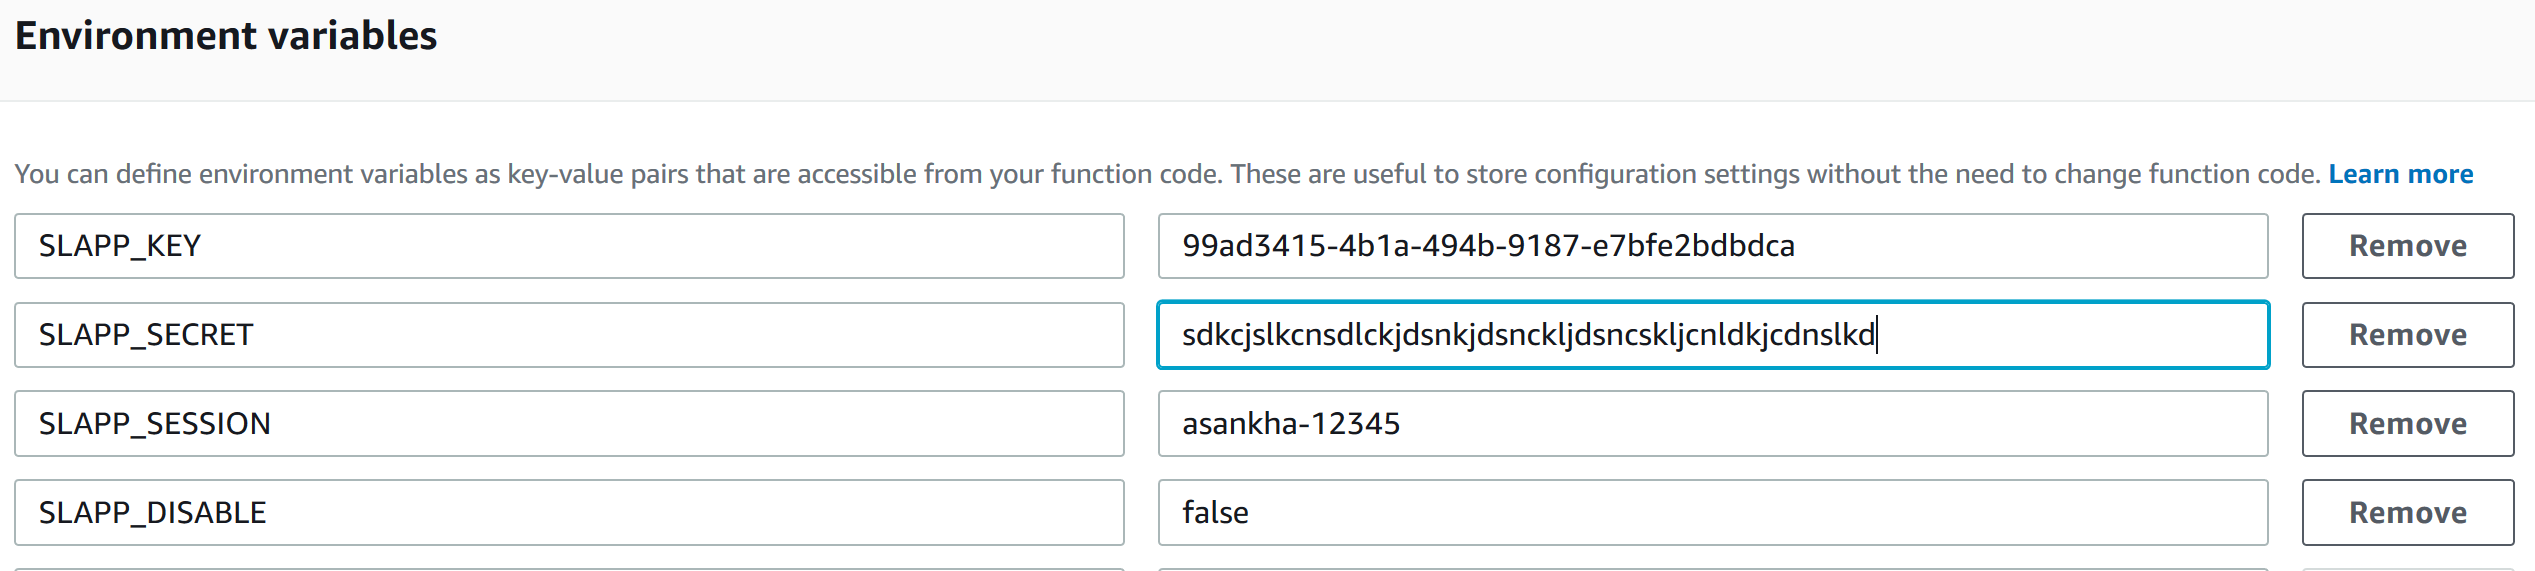 Environment variables
You can define environment variables as key-value pairs that are accessible from your function code. These are useful to store configuration settings without the need to change function code. Learn more
SLAPP_KEY 99ad3415-4b1a-494b-9187-e7bfe2bdbdca Remove
SLAPP_SECRET sdkcjslkcnsdlckjdsnkjdsnckljdsncskljcnldkjcdnslkd Remove
SLAPP_SESSION asankha-12345 Remove
SLAPP_DISABLE false Remove